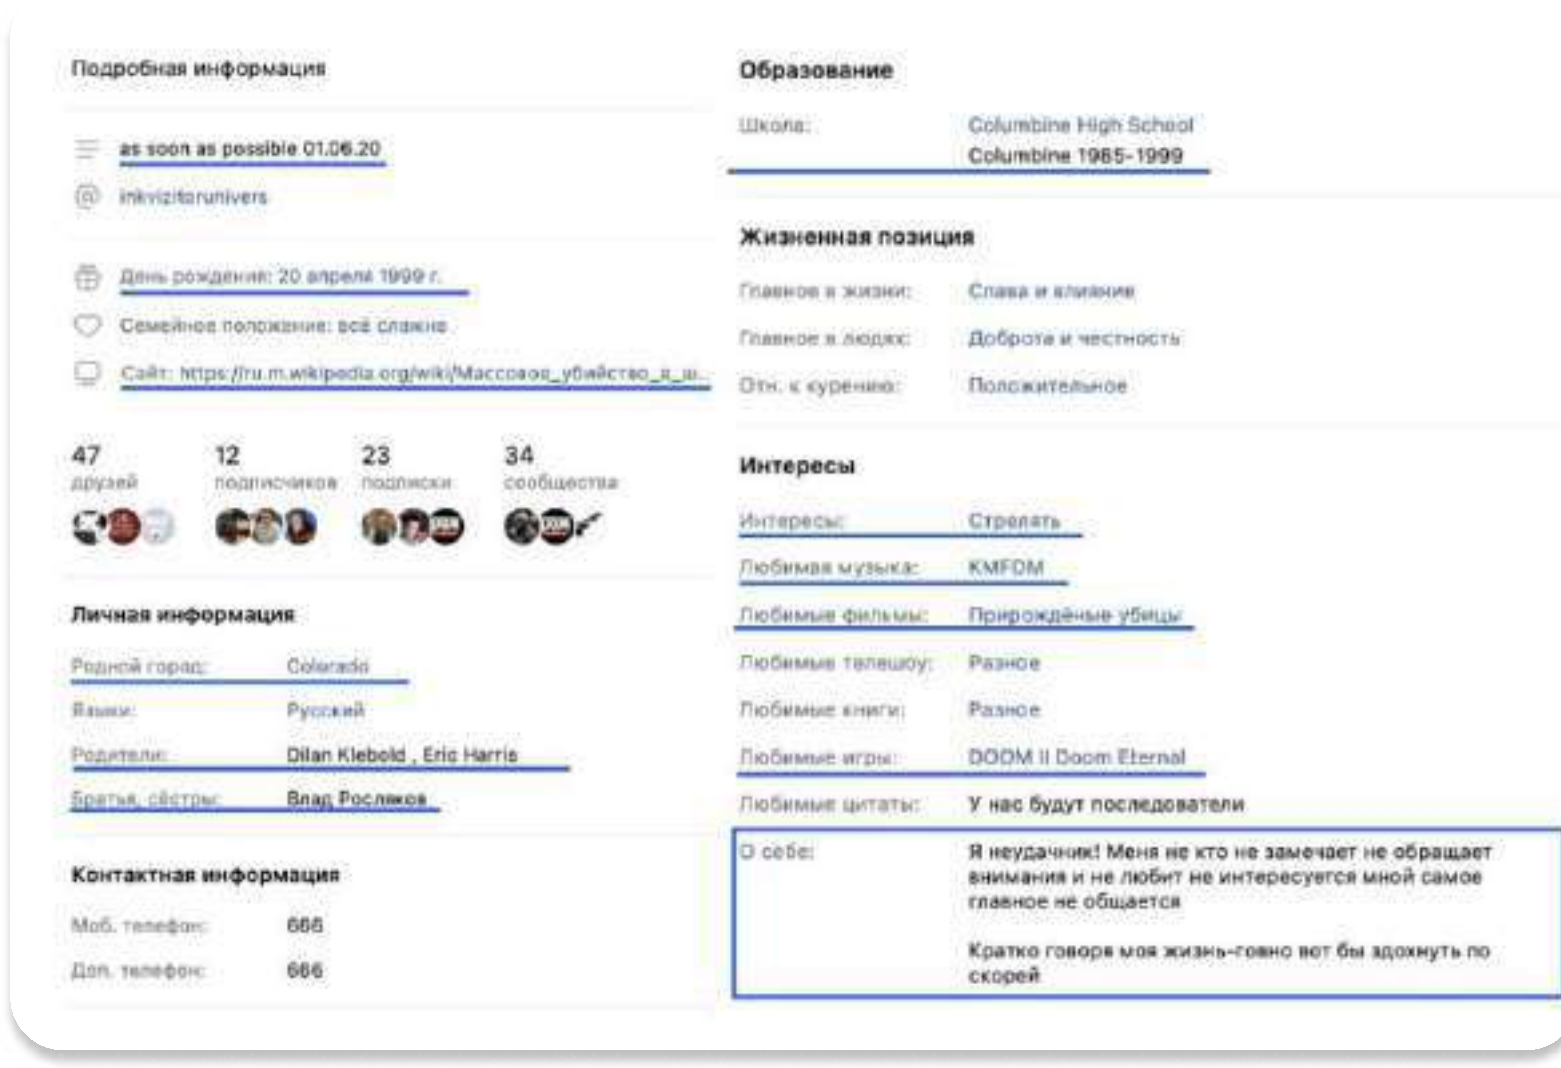 Подробная информация
as soon as possible 01.06.20
inkvizitorunivers
День рождения: 20 апреля 1999 г.
Семейное положение: всё сложно
Сайт: https://ru.m.wikipedia.org/wiki/Массовое_убийство_в_ш...
47
друзей
12
подписчиков
23
подписки
34
сообщества
Личная информация
Родной город: Colorado
Языки: Русский
Родители: Dilan Klebold , Eric Harris
Братья, сёстры: Влад Росляков
Контактная информация
Моб. телефон: 666
Доп. телефон: 666
Образование
Школа: Columbine High School
Columbine 1985-1999
Жизненная позиция
Главное в жизни: Слава и влияние
Главное в людях: Доброта и честность
Отн. к курению: Положительное
Интересы
Интересы: Стрелять
Любимая музыка: KMFDM
Любимые фильмы: Прирождёные убицы
Любимые телешоу: Разное
Любимые книги: Разное
Любимые игры: DOOM II Doom Eternal
Любимые цитаты: У нас будут последователи
О себе: Я неудачник! Меня не кто не замечает не обращает
внимания и не любит не интересуется мной самое
главное не общается
Кратко говоря моя жизнь-говно вот бы здохнуть по
скорей